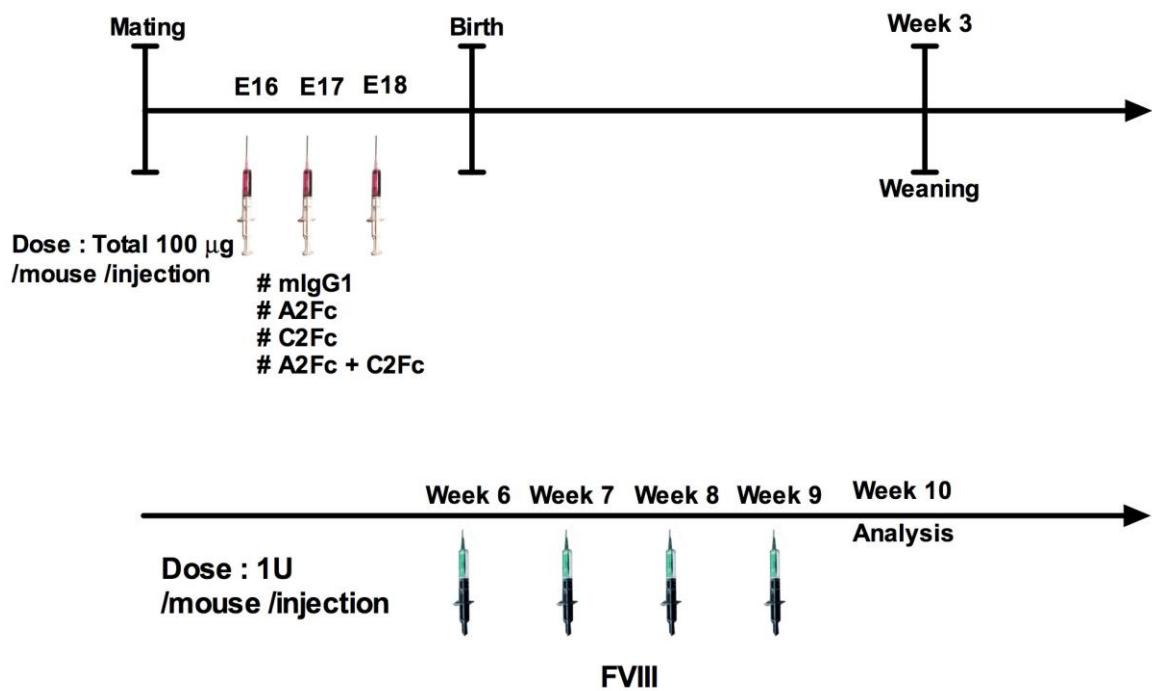 Mating
Birth
Week 3
E16 E17 E18
Weaning
Dose : Total 100 μg
/mouse /injection
# mIgG1
# A2Fc
# C2Fc
# A2Fc + C2Fc
Week 6 Week 7 Week 8 Week 9 Week 10
Analysis
Dose : 1U
/mouse /injection
FVIII